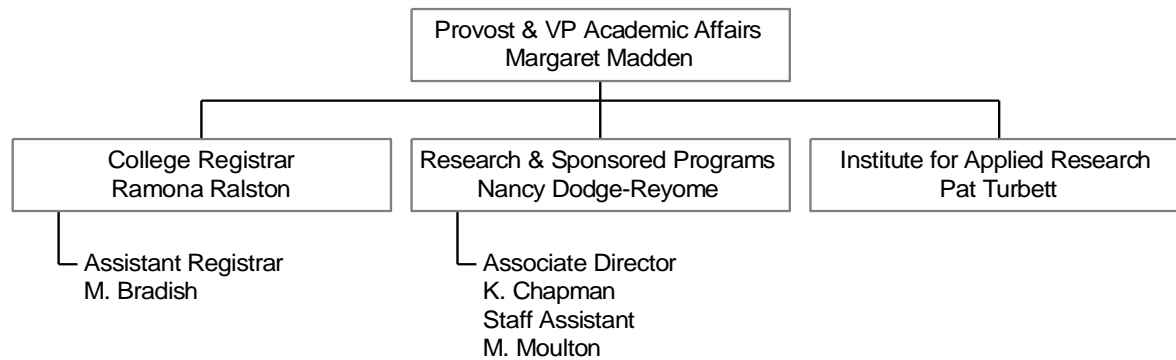 Provost & VP Academic Affairs
Margaret Madden
College Registrar
Ramona Ralston
Research & Sponsored Programs
Nancy Dodge-Reyome
Institute for Applied Research
Pat Turbett
Assistant Registrar
M. Bradish
Associate Director
K. Chapman
Staff Assistant
M. Moulton